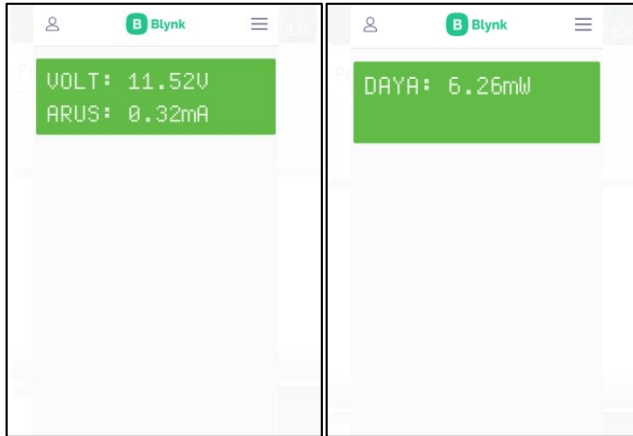 B Blynk
VOLT: 11.52V
ARUS: 0.32mA
B Blynk
DAYA: 6.26mW